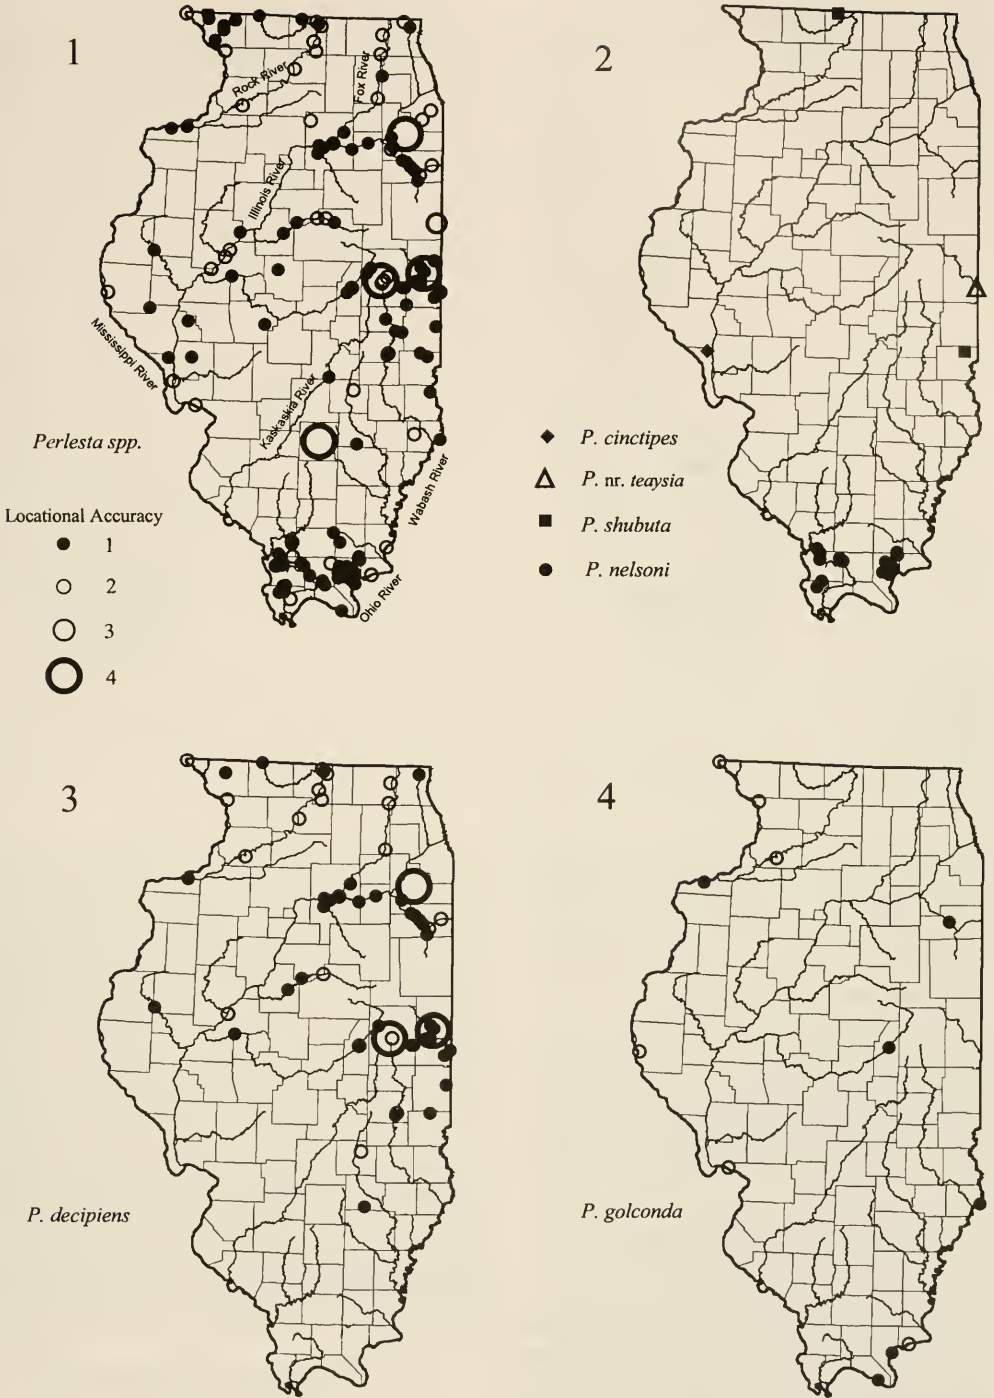 1
2
Rock River
Fox River
Illinois River
Mississippi River
Kaskaskia River
Wabash River
Ohio River
Perlesta spp.
Locational Accuracy
1
2
3
4
P. cinctipes
P. nr. teaysia
P. shubuta
P. nelsoni
3
4
P. decipiens
P. golconda